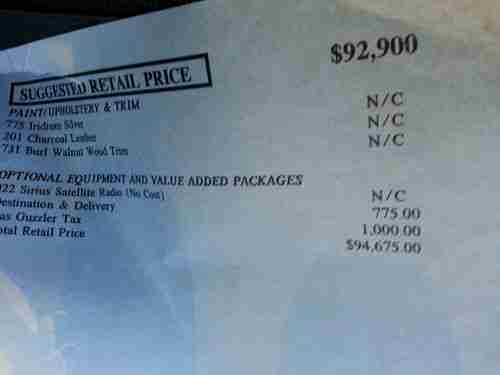 SUGGESTED RETAIL PRICE $92,900
PAINT/UPHOLSTERY & TRIM
775 Iridium Silver N/C
201 Charcoal Leather N/C
731 Burl Walnut Wood Trim N/C
OPTIONAL EQUIPMENT AND VALUE ADDED PACKAGES
022 Sirius Satellite Radio (No Cost) N/C
Destination & Delivery 775.00
as Guzzler Tax 1,000.00
otal Retail Price $94,675.00